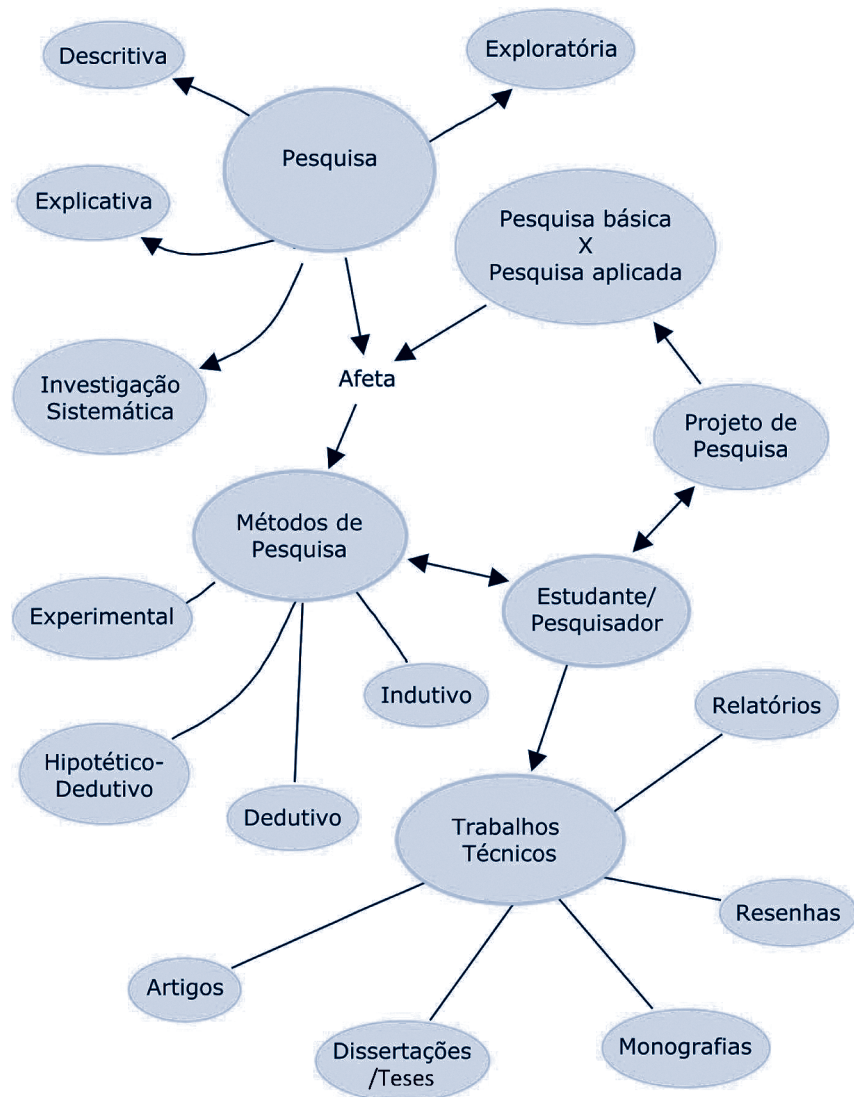 Descritiva
Exploratória
Pesquisa
Explicativa
Pesquisa básica
X
Pesquisa aplicada
Investigação
Sistemática
Afeta
Projeto de
Pesquisa
Métodos de
Pesquisa
Experimental
Estudante/
Pesquisador
Indutivo
Relatórios
Hipotético-
Dedutivo
Dedutivo
Trabalhos
Técnicos
Resenhas
Artigos
Dissertações
/Teses
Monografias